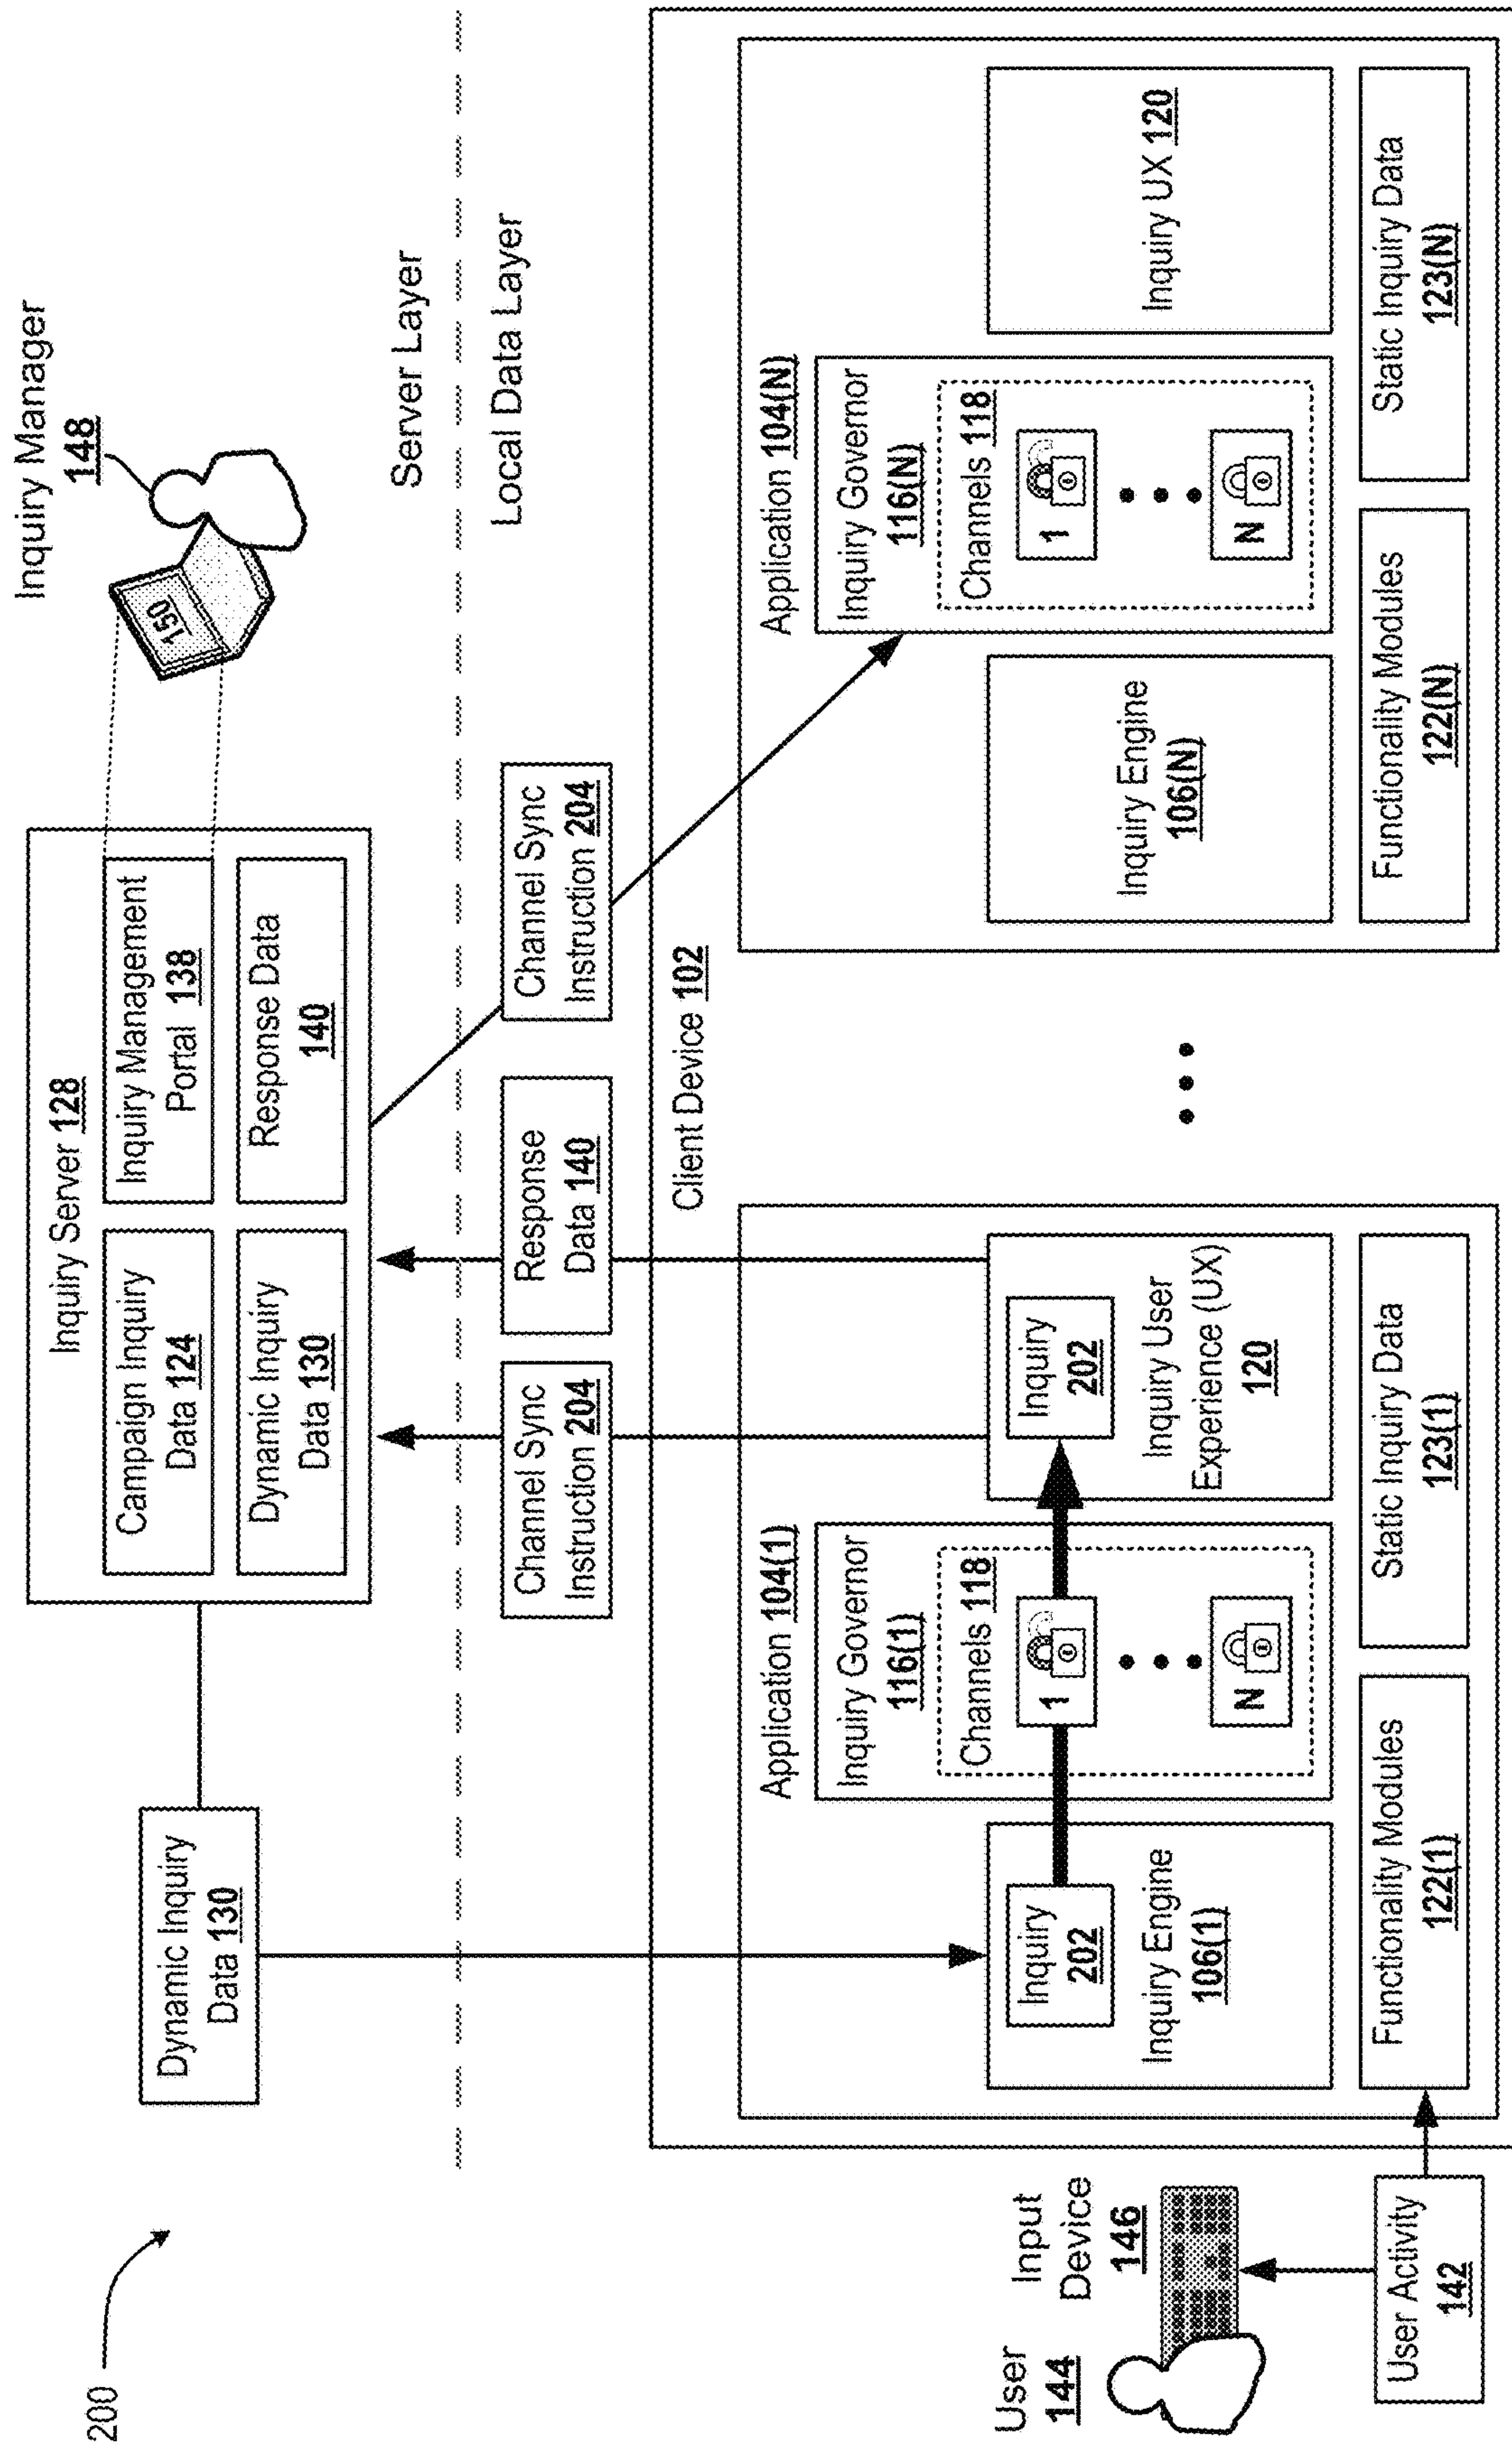 200
Inquiry Manager
148
150
Inquiry Server 128
Campaign Inquiry
Data 124
Inquiry Management
Portal 138
Dynamic Inquiry
Data 130
Response Data
140
Dynamic Inquiry
Data 130
Server Layer
Local Data Layer
Channel Sync
Instruction 204
Response
Data 140
Channel Sync
Instruction 204
Client Device 102
Application 104(1)
Inquiry
202
Inquiry Engine
106(1)
Inquiry Governor
116(1)
Channels 118
1
N
Inquiry
202
Inquiry User
Experience (UX)
120
Functionality Modules
122(1)
Static Inquiry Data
123(1)
Application 104(N)
Inquiry Engine
106(N)
Inquiry Governor
116(N)
Channels 118
1
N
Inquiry UX 120
Functionality Modules
122(N)
Static Inquiry Data
123(N)
User
144
Input
Device
146
User Activity
142